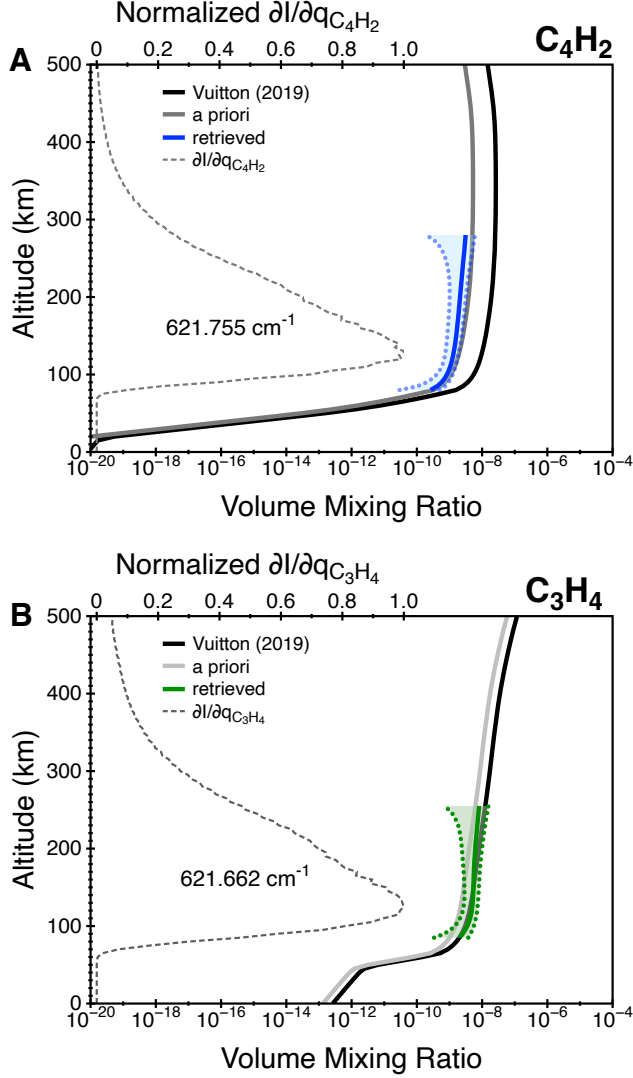 Normalized ∂I/∂qC₄H₂
C₄H₂
A
0 0.2 0.4 0.6 0.8 1.0
500
400
300
200
100
0
Altitude (km)
Vuitton (2019)
a priori
retrieved
∂I/∂qC₄H₂
621.755 cm⁻¹
10⁻²⁰ 10⁻¹⁸ 10⁻¹⁶ 10⁻¹⁴ 10⁻¹² 10⁻¹⁰ 10⁻⁸ 10⁻⁶ 10⁻⁴
Volume Mixing Ratio
Normalized ∂I/∂qC₃H₄
C₃H₄
B
0 0.2 0.4 0.6 0.8 1.0
500
400
300
200
100
0
Altitude (km)
Vuitton (2019)
a priori
retrieved
∂I/∂qC₃H₄
621.662 cm⁻¹
10⁻²⁰ 10⁻¹⁸ 10⁻¹⁶ 10⁻¹⁴ 10⁻¹² 10⁻¹⁰ 10⁻⁸ 10⁻⁶ 10⁻⁴
Volume Mixing Ratio